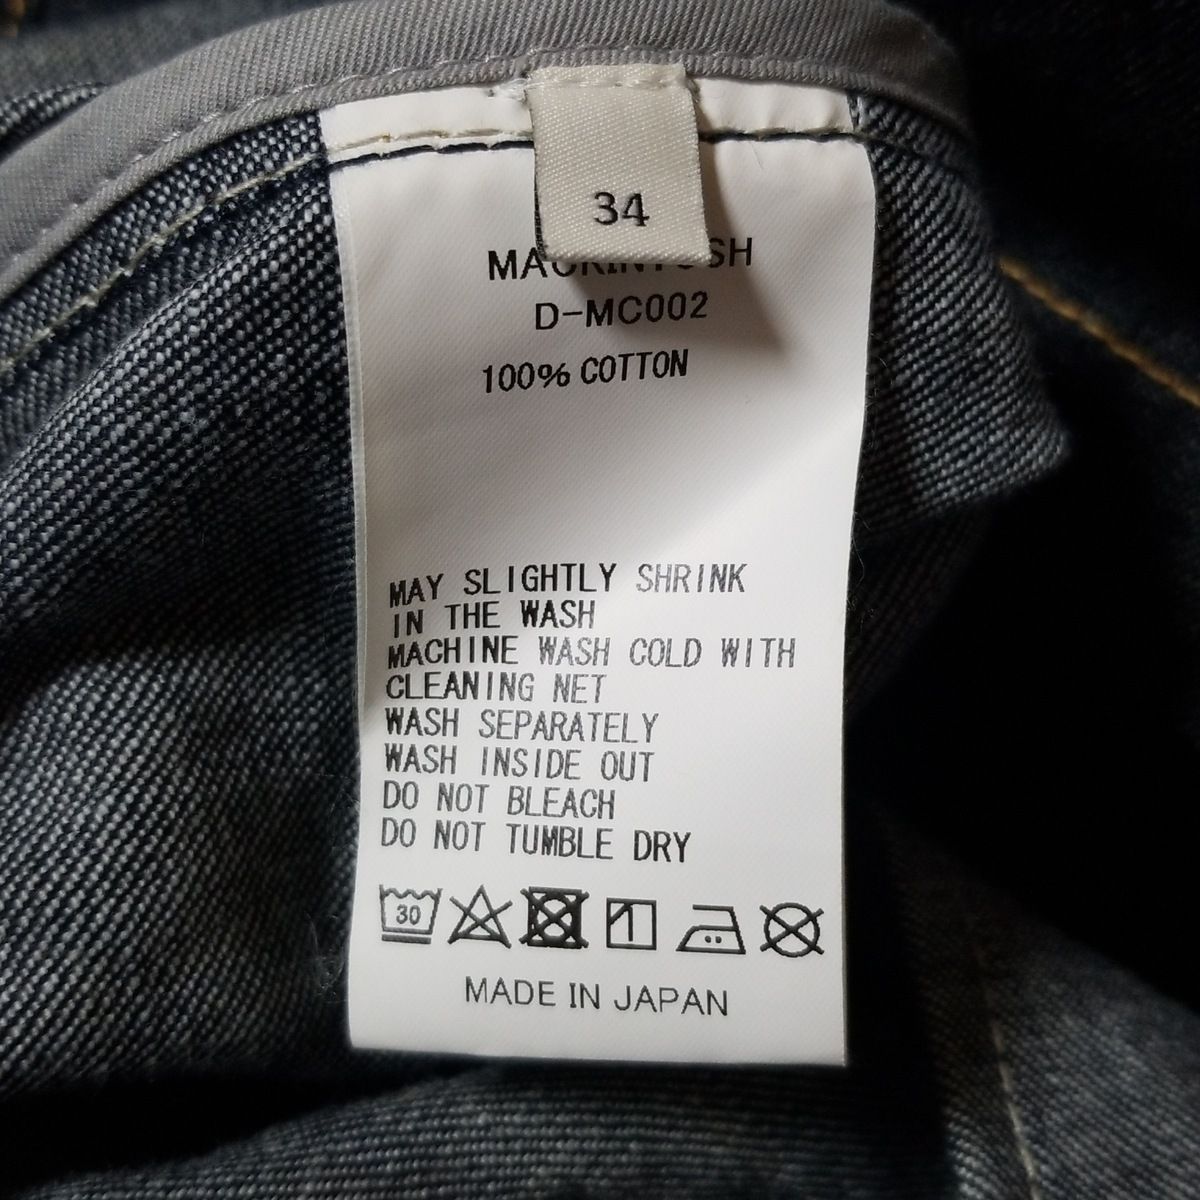 34
MACKINTOSH
D-MC002
100% COTTON
MAY SLIGHTLY SHRINK
IN THE WASH
MACHINE WASH COLD WITH
CLEANING NET
WASH SEPARATELY
WASH INSIDE OUT
DO NOT BLEACH
DO NOT TUMBLE DRY
30
MADE IN JAPAN